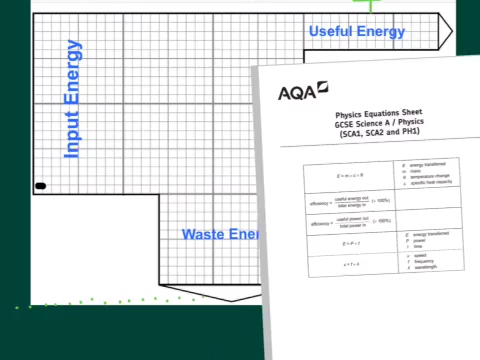 Useful Energy
Input Energy
Waste Ener
AQA
Physics Equations Sheet
GCSE Science A / Physics
(SCA1, SCA2 and PH1)
E = m × c × θ
E energy transferred
m mass
θ temperature change
c specific heat capacity
efficiency = useful energy out / total energy in (× 100%)
efficiency = useful power out / total power in (× 100%)
E = P × t
E energy transferred
P power
t time
v = f × λ
v speed
f frequency
λ wavelength